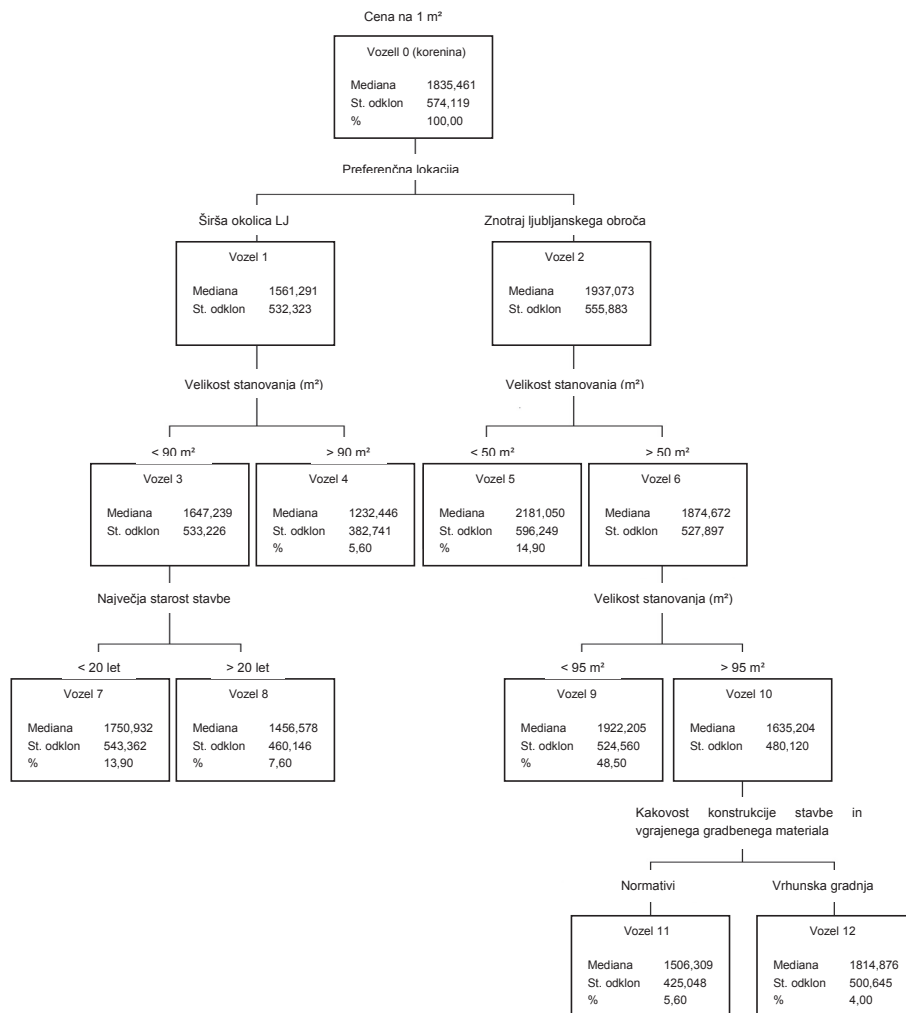 Cena na 1 m²
Vozell 0 (korenina)
Mediana 1835,461
St. odklon 574,119
% 100,00
Preferenčna lokacija
Širša okolica LJ
Znotraj ljubljanskega obroča
Vozel 1
Mediana 1561,291
St. odklon 532,323
Vozel 2
Mediana 1937,073
St. odklon 555,883
Velikost stanovanja (m²)
Velikost stanovanja (m²)
< 90 m²
> 90 m²
< 50 m²
> 50 m²
Vozel 3
Mediana 1647,239
St. odklon 533,226
Vozel 4
Mediana 1232,446
St. odklon 382,741
% 5,60
Vozel 5
Mediana 2181,050
St. odklon 596,249
% 14,90
Vozel 6
Mediana 1874,672
St. odklon 527,897
Največja starost stavbe
Velikost stanovanja (m²)
< 20 let
> 20 let
< 95 m²
> 95 m²
Vozel 7
Mediana 1750,932
St. odklon 543,362
% 13,90
Vozel 8
Mediana 1456,578
St. odklon 460,146
% 7,60
Vozel 9
Mediana 1922,205
St. odklon 524,560
% 48,50
Vozel 10
Mediana 1635,204
St. odklon 480,120
Kakovost konstrukcije stavbe in
vgrajenega gradbenega materiala
Normativi
Vrhunska gradnja
Vozel 11
Mediana 1506,309
St. odklon 425,048
% 5,60
Vozel 12
Mediana 1814,876
St. odklon 500,645
% 4,00